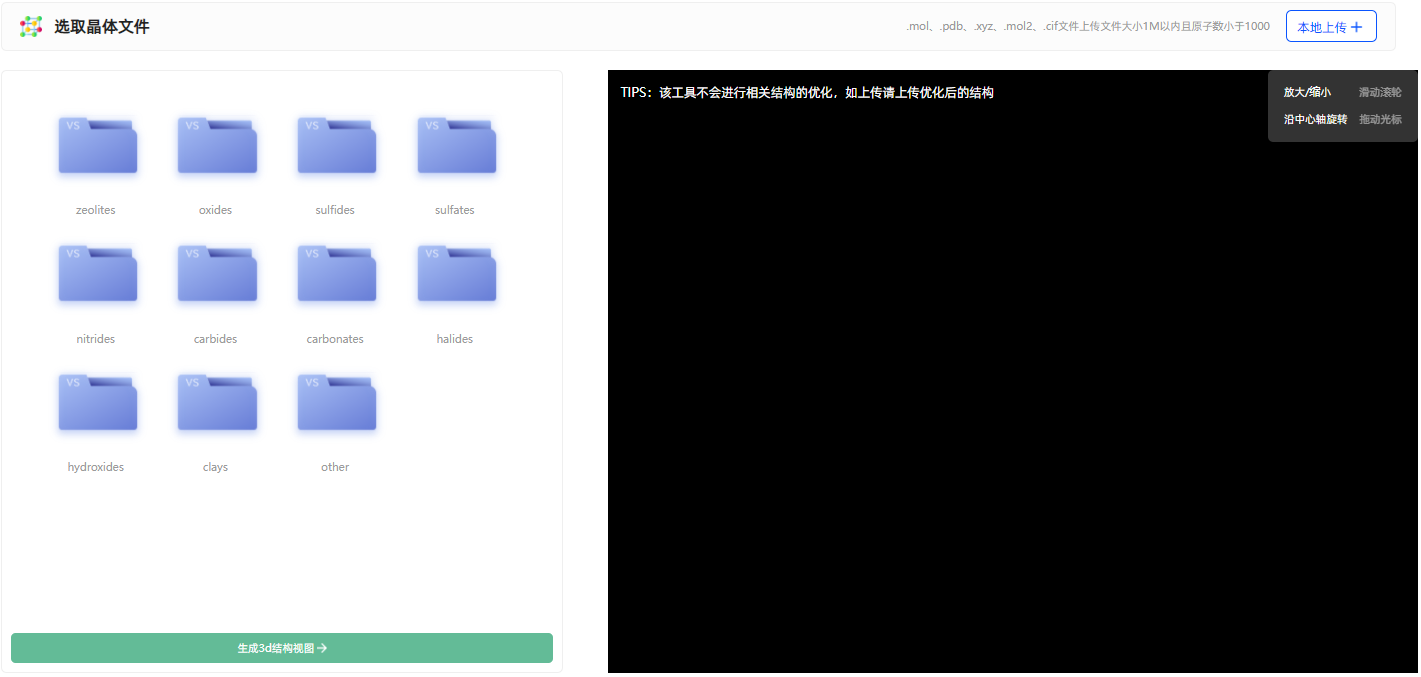 选取晶体文件
.mol、.pdb、.xyz、.mol2、.cif文件上传文件大小1M以内且原子数小于1000
本地上传＋
TIPS：该工具不会进行相关结构的优化，如上传请上传优化后的结构
放大/缩小 滑动滚轮
沿中心轴旋转 拖动光标
VS VS VS VS
zeolites oxides sulfides sulfates
VS VS VS VS
nitrides carbides carbonates halides
VS VS VS
hydroxides clays other
生成3d结构视图→